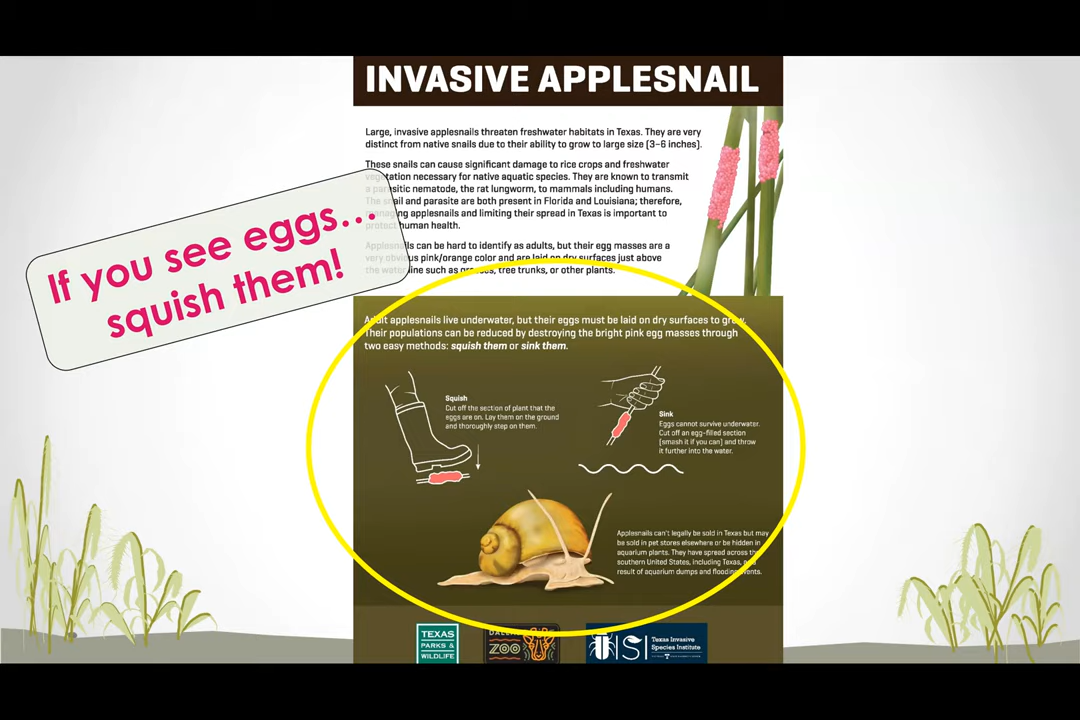 INVASIVE APPLESNAIL
Large, invasive applesnails threaten freshwater habitats in Texas. They are very
distinct from native snails due to their ability to grow to large size (3–6 inches).
These snails can cause significant damage to rice crops and freshwater
vegetation necessary for native aquatic species. They are known to transmit
a parasitic nematode, the rat lungworm, to mammals including humans.
The snail and parasite are both present in Florida and Louisiana; therefore,
managing applesnails and limiting their spread in Texas is important to
protect human health.
Applesnails can be hard to identify as adults, but their egg masses are a
very obvious pink/orange color and are laid on dry surfaces just above
the waterline such as grasses, tree trunks, or other plants.
If you see eggs...
squish them!
Adult applesnails live underwater, but their eggs must be laid on dry surfaces to grow.
Their populations can be reduced by destroying the bright pink egg masses through
two easy methods: squish them or sink them.
Squish
Cut off the section of plant that the
eggs are on. Lay them on the ground
and thoroughly step on them.
Sink
Eggs cannot survive underwater.
Cut off an egg-filled section
(smash it if you can) and throw
it further into the water.
Applesnails can't legally be sold in Texas but may
be sold in pet stores elsewhere or be hidden in
aquarium plants. They have spread across the
southern United States, including Texas, as a
result of aquarium dumps and flooding events.
TEXAS
PARKS &
WILDLIFE
DALLAS
ZOO
TISI
Texas Invasive
Species Institute